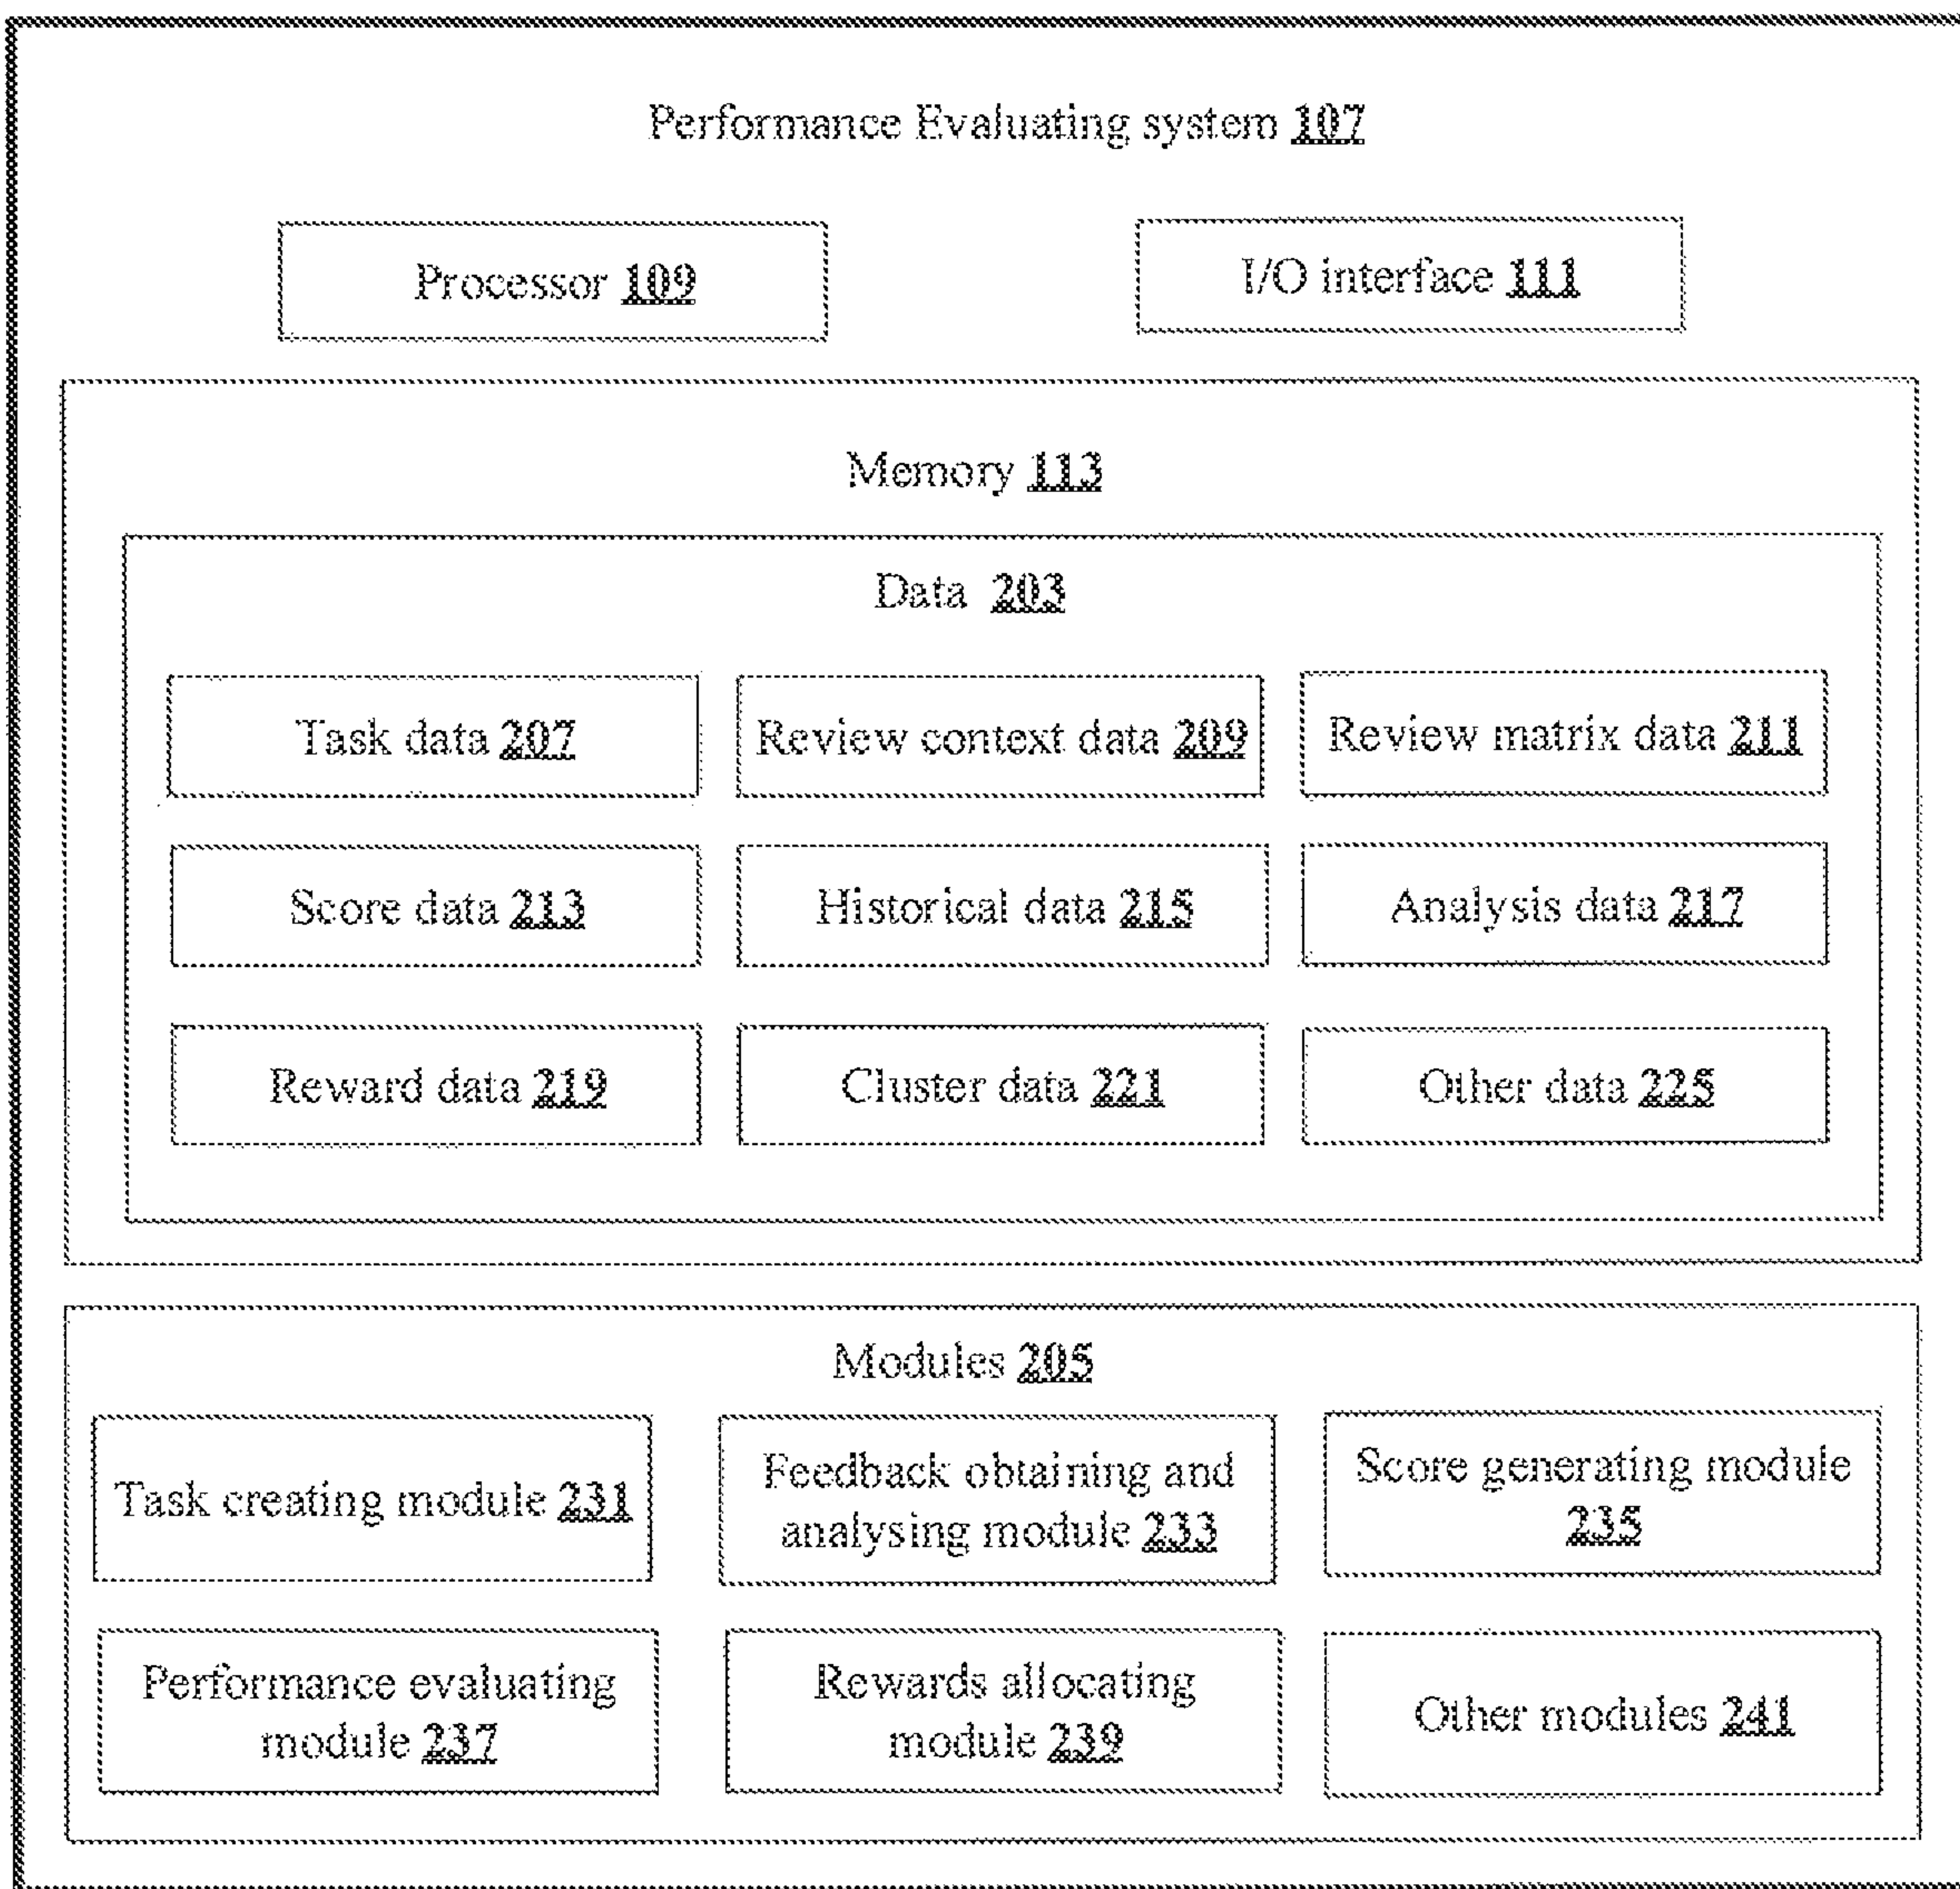 Performance Evaluating system 107
Processor 109
I/O interface 111
Memory 113
Data 203
Task data 207
Review context data 209
Review matrix data 211
Score data 213
Historical data 215
Analysis data 217
Reward data 219
Cluster data 221
Other data 225
Modules 205
Task creating module 231
Feedback obtaining and
analysing module 233
Score generating module
235
Performance evaluating
module 237
Rewards allocating
module 239
Other modules 241